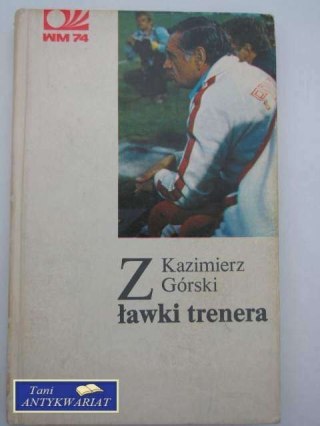 WM 74
Kazimierz
Górski
Z ławki trenera
Tani
ANTYKWARIAT